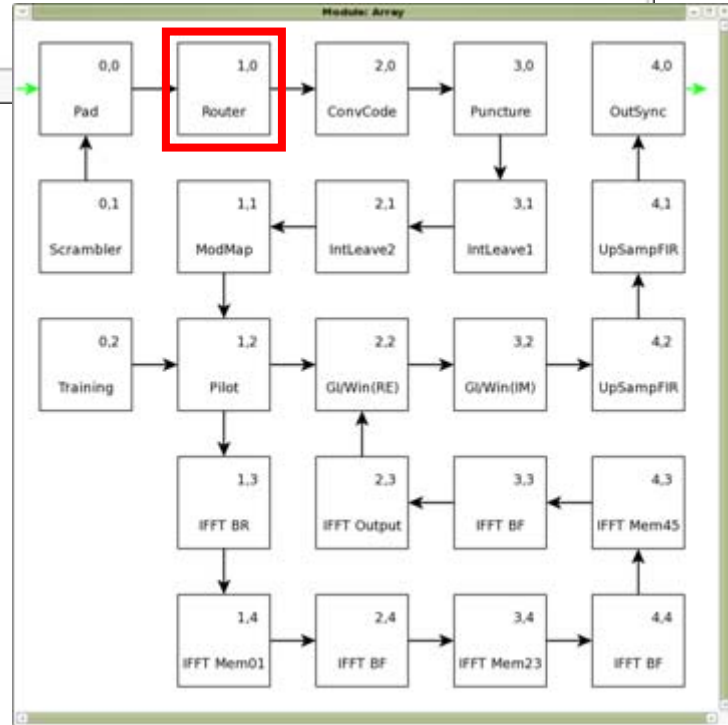 Module: Array
0,0
Pad
1,0
Router
2,0
ConvCode
3,0
Puncture
4,0
OutSync
0,1
Scrambler
1,1
ModMap
2,1
IntLeave2
3,1
IntLeave1
4,1
UpSampFIR
0,2
Training
1,2
Pilot
2,2
GI/Win(RE)
3,2
GI/Win(IM)
4,2
UpSampFIR
1,3
IFFT BR
2,3
IFFT Output
3,3
IFFT BF
4,3
IFFT Mem45
1,4
IFFT Mem01
2,4
IFFT BF
3,4
IFFT Mem23
4,4
IFFT BF